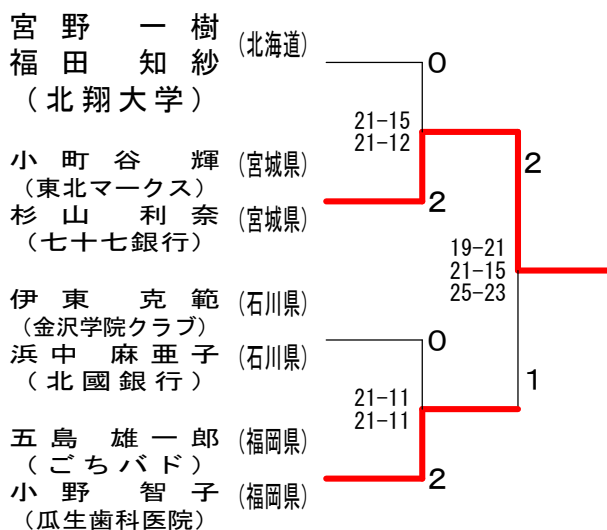 宮野 一樹 (北海道)
福田 知紗
(北翔大学)
0
21-15
21-12
2
小町谷 輝 (宮城県)
(東北マークス)
杉山 利奈 (宮城県)
(七十七銀行)
2
19-21
21-15
25-23
伊東 克範 (石川県)
(金沢学院クラブ)
浜中 麻亜子 (石川県)
(北國銀行)
0
1
21-11
21-11
五島 雄一郎 (福岡県)
(ごちバド)
小野 智子 (福岡県)
(瓜生歯科医院)
2